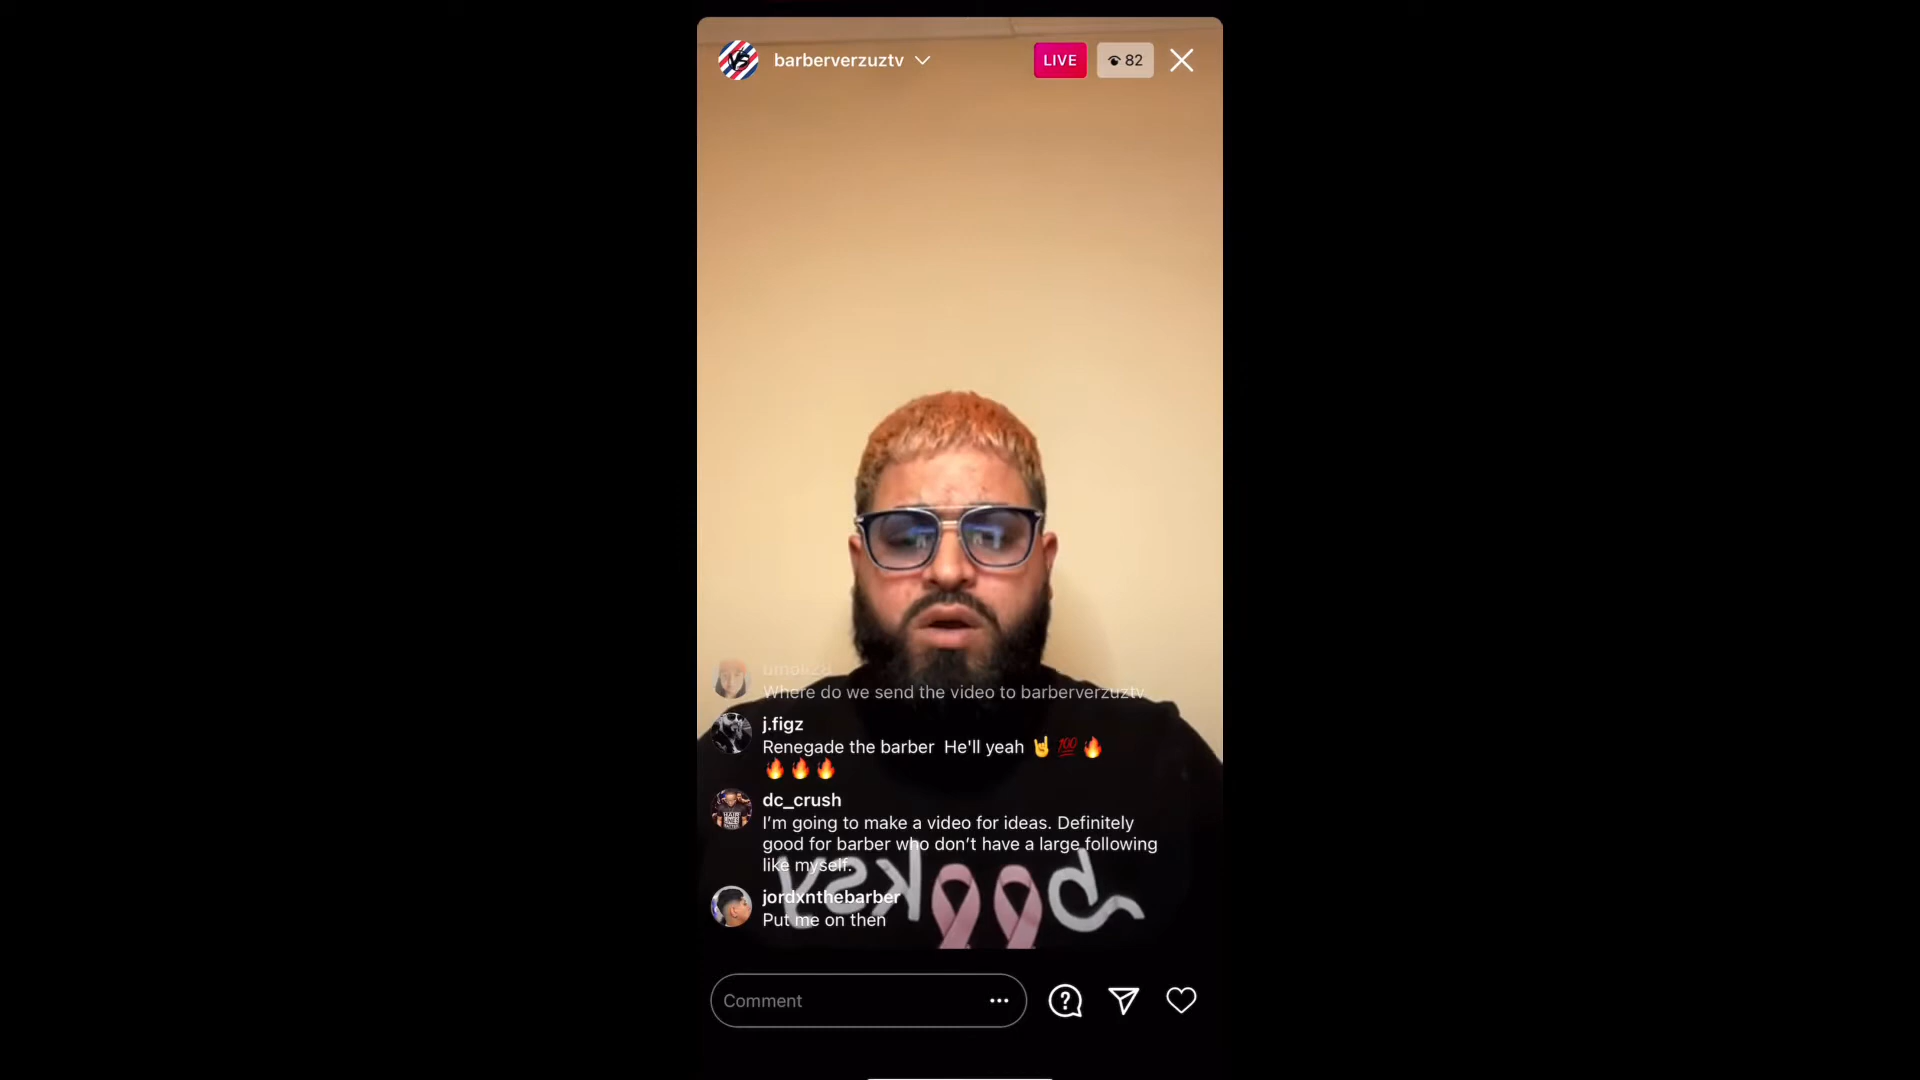 barberverzuztv
LIVE
82
Where do we send the video to barberverzuztv
j.figz
Renegade the barber He'll yeah 🤘 💯 🔥
🔥 🔥 🔥
dc_crush
I’m going to make a video for ideas. Definitely
good for barber who don’t have a large following
like myself.
jordxnthebarber
Put me on then
booksy
Comment